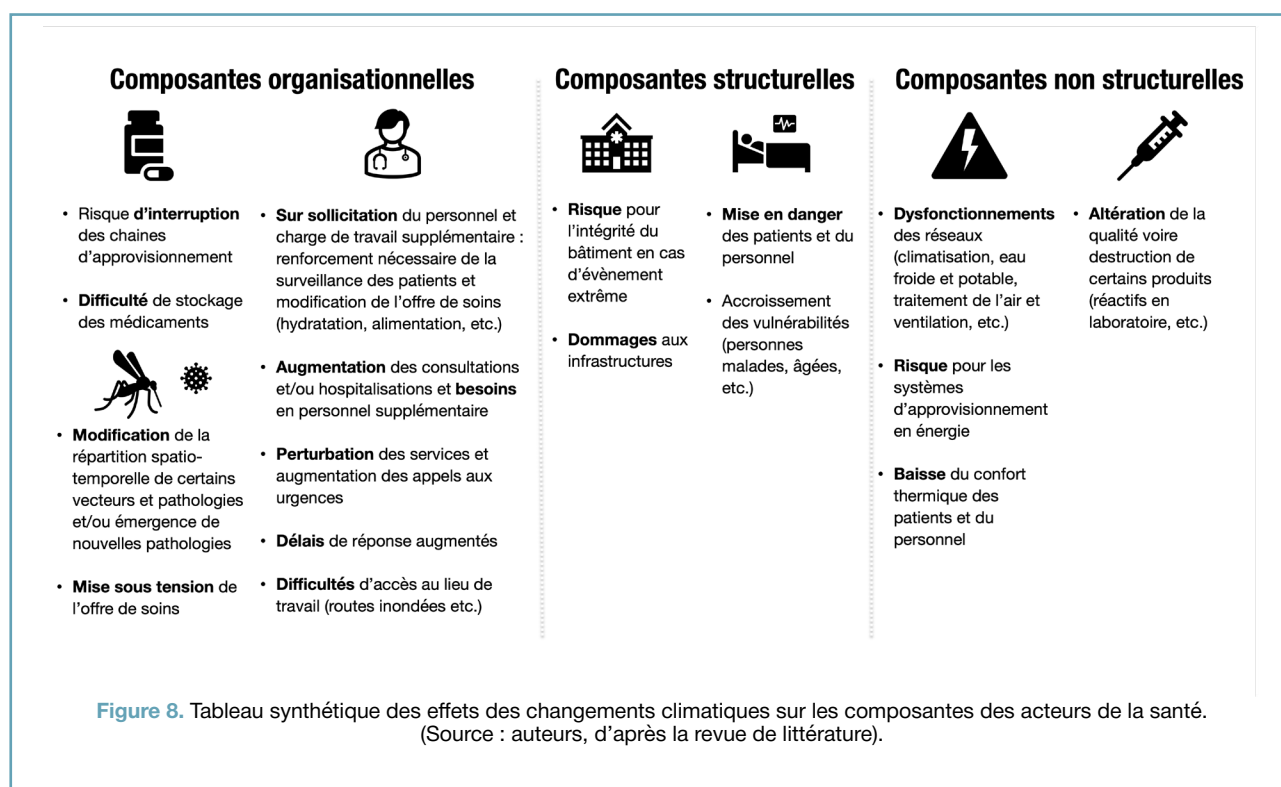 Composantes organisationnelles
• Risque d'interruption
des chaines
d'approvisionnement
• Difficulté de stockage
des médicaments
• Modification de la
répartition spatio-
temporelle de certains
vecteurs et pathologies
et/ou émergence de
nouvelles pathologies
• Mise sous tension de
l'offre de soins
• Sur sollicitation du personnel et
charge de travail supplémentaire :
renforcement nécessaire de la
surveillance des patients et
modification de l'offre de soins
(hydratation, alimentation, etc.)
• Augmentation des consultations
et/ou hospitalisations et besoins
en personnel supplémentaire
• Perturbation des services et
augmentation des appels aux
urgences
• Délais de réponse augmentés
• Difficultés d'accès au lieu de
travail (routes inondées etc.)
Composantes structurelles
• Risque pour
l'intégrité du
bâtiment en cas
d'évènement
extrême
• Dommages aux
infrastructures
• Mise en danger
des patients et du
personnel
• Accroissement
des vulnérabilités
(personnes
malades, âgées,
etc.)
Composantes non structurelles
• Dysfonctionnements
des réseaux
(climatisation, eau
froide et potable,
traitement de l'air et
ventilation, etc.)
• Risque pour les
systèmes
d'approvisionnement
en énergie
• Baisse du confort
thermique des
patients et du
personnel
• Altération de la
qualité voire
destruction de
certains produits
(réactifs en
laboratoire, etc.)
Figure 8. Tableau synthétique des effets des changements climatiques sur les composantes des acteurs de la santé.
(Source : auteurs, d'après la revue de littérature).